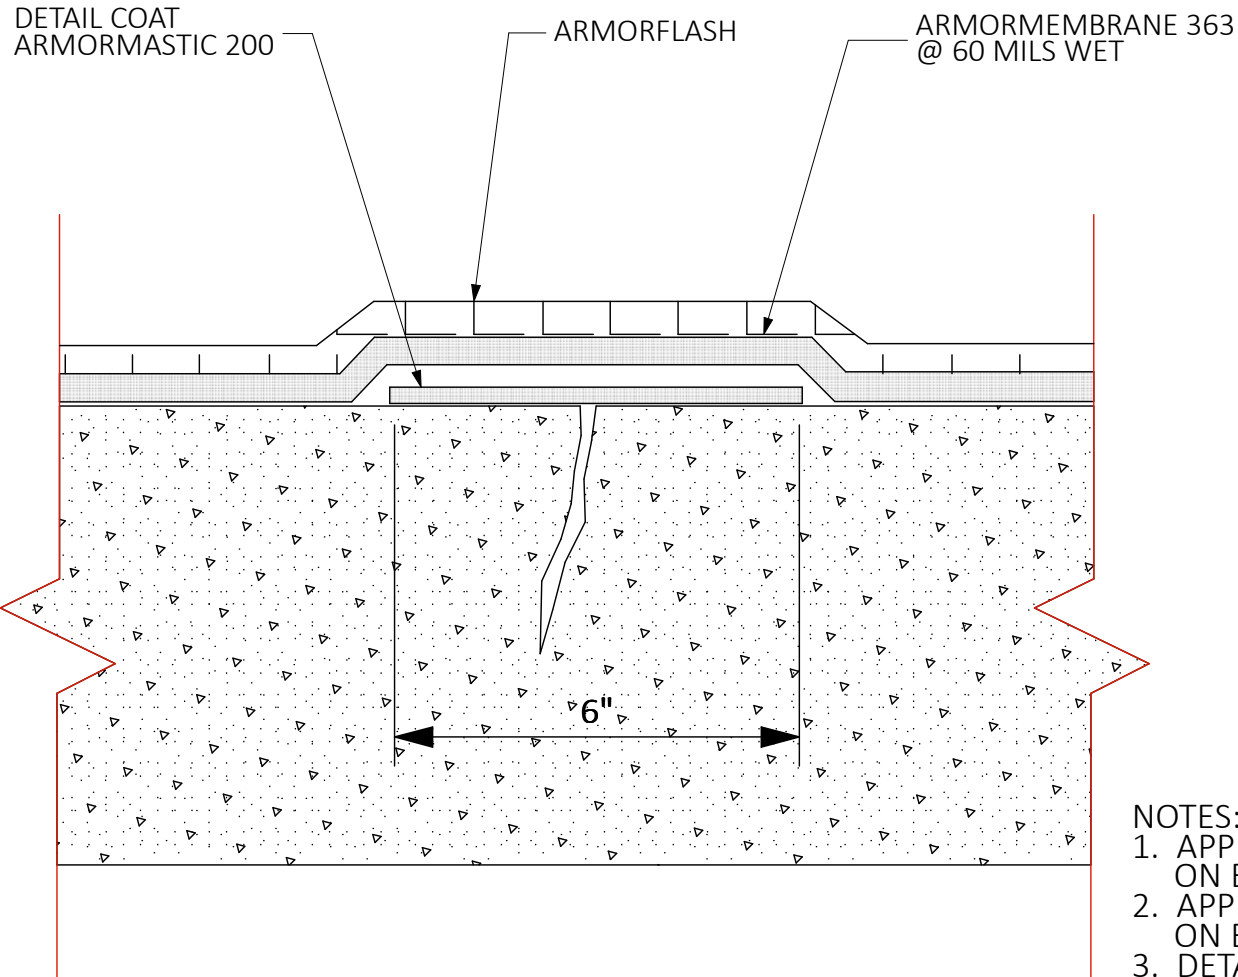 DETAIL COAT
ARMORMASTIC 200
ARMORFLASH
ARMORMEMBRANE 363
@ 60 MILS WET
6"
NOTES:
1. APP
ON
2. APP
ON
3. DETA